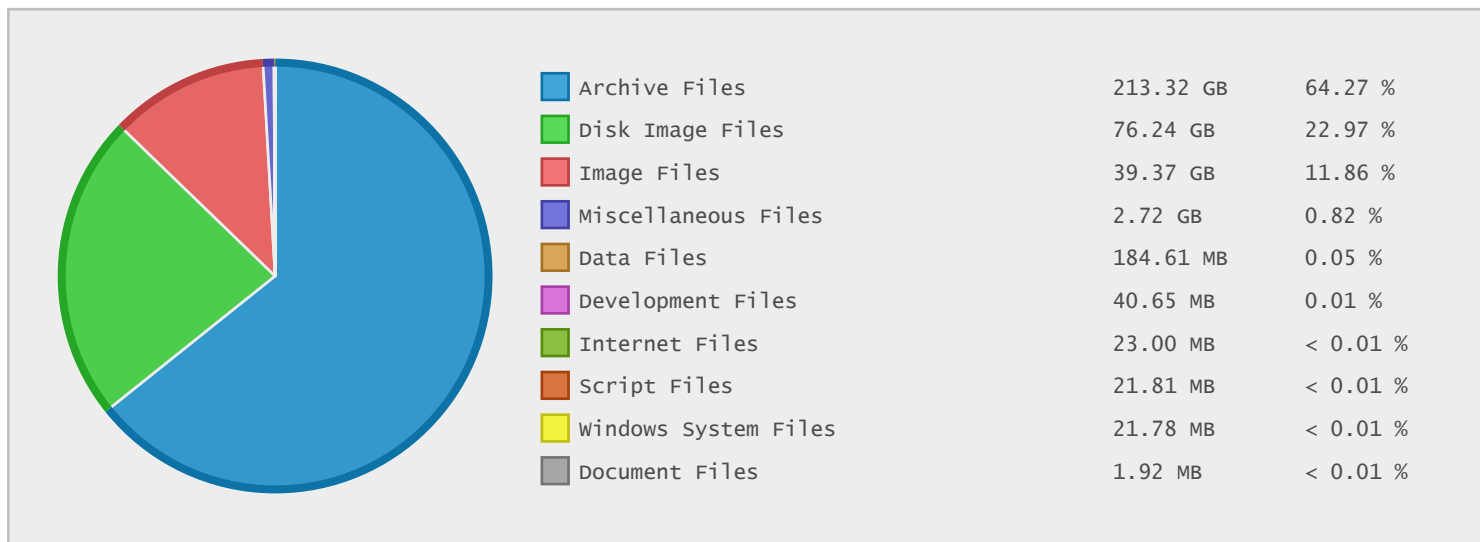 Archive Files 213.32 GB 64.27 %
Disk Image Files 76.24 GB 22.97 %
Image Files 39.37 GB 11.86 %
Miscellaneous Files 2.72 GB 0.82 %
Data Files 184.61 MB 0.05 %
Development Files 40.65 MB 0.01 %
Internet Files 23.00 MB < 0.01 %
Script Files 21.81 MB < 0.01 %
Windows System Files 21.78 MB < 0.01 %
Document Files 1.92 MB < 0.01 %